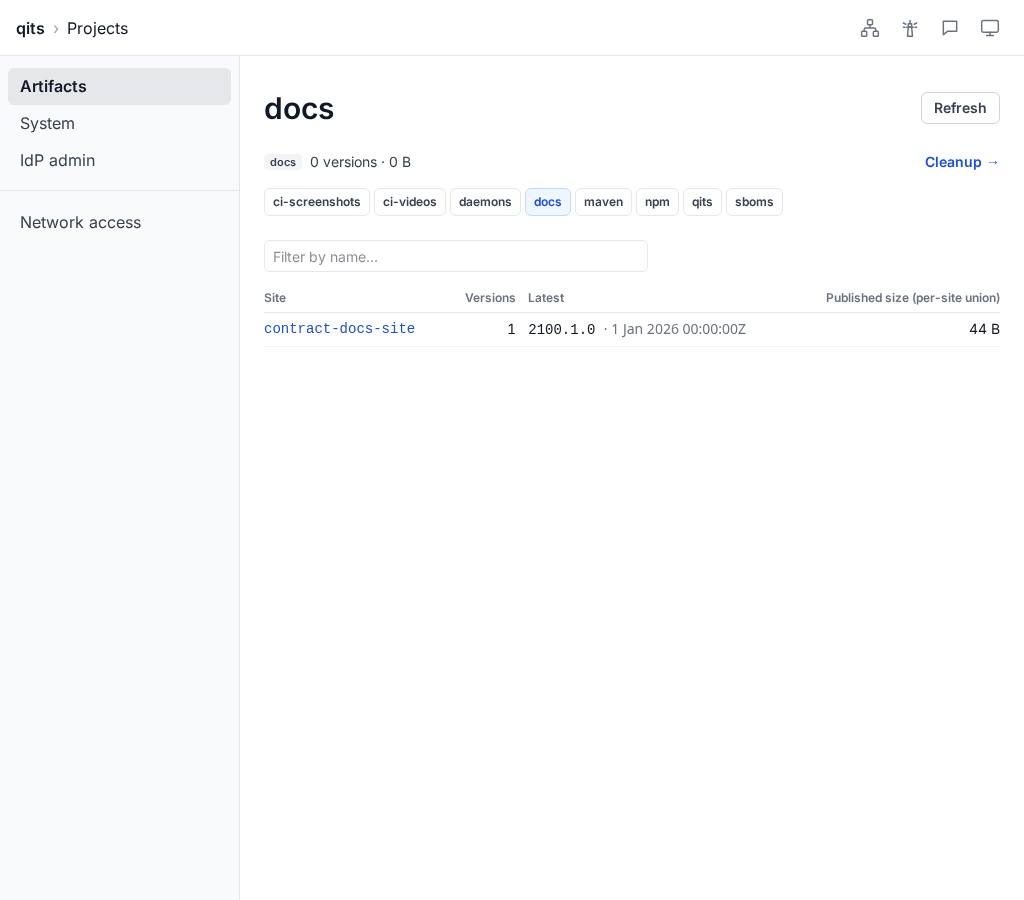 qits › Projects
Artifacts
System
IdP admin
Network access
docs
Refresh
docs 0 versions · 0 B
Cleanup →
ci-screenshots ci-videos daemons docs maven npm qits sboms
Filter by name...
Site Versions Latest Published size (per-site union)
contract-docs-site 1 2100.1.0 · 1 Jan 2026 00:00:00Z 44 B